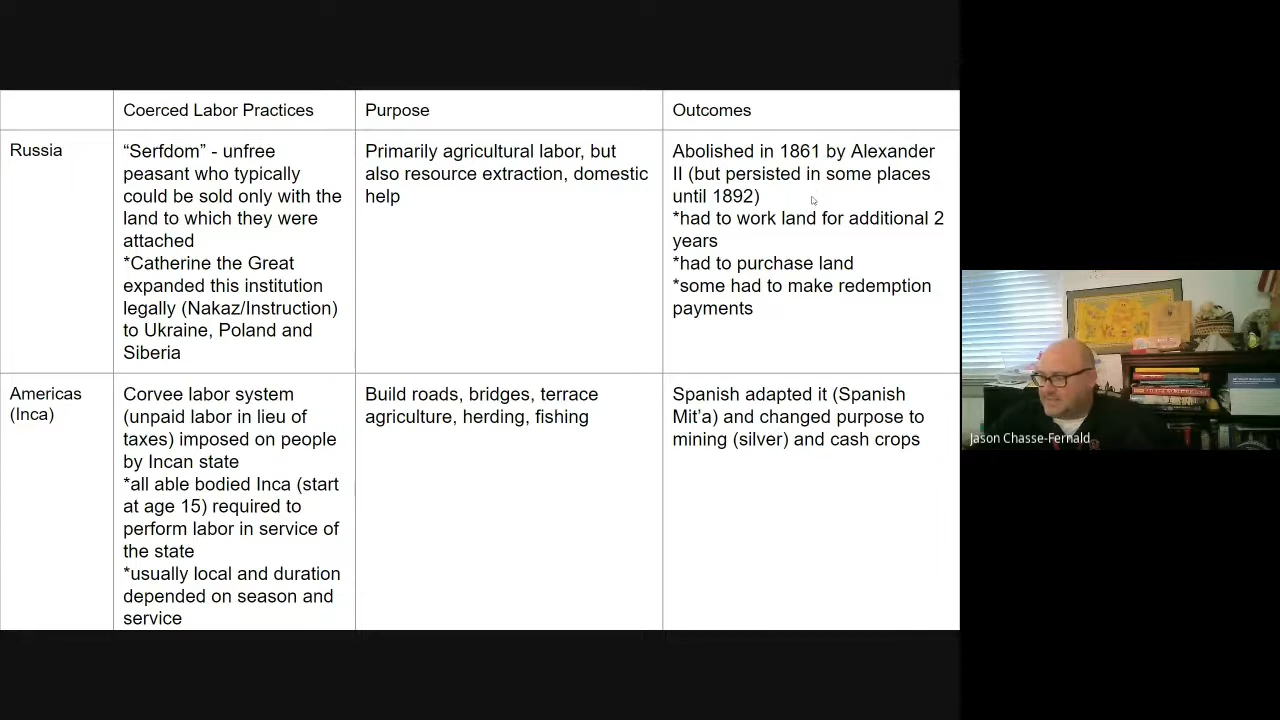 Coerced Labor Practices
Purpose
Outcomes
Russia
“Serfdom” - unfree
peasant who typically
could be sold only with the
land to which they were
attached
*Catherine the Great
expanded this institution
legally (Nakaz/Instruction)
to Ukraine, Poland and
Siberia
Primarily agricultural labor, but
also resource extraction, domestic
help
Abolished in 1861 by Alexander
II (but persisted in some places
until 1892)
*had to work land for additional 2
years
*had to purchase land
*some had to make redemption
payments
Americas
(Inca)
Corvee labor system
(unpaid labor in lieu of
taxes) imposed on people
by Incan state
*all able bodied Inca (start
at age 15) required to
perform labor in service of
the state
*usually local and duration
depended on season and
service
Build roads, bridges, terrace
agriculture, herding, fishing
Spanish adapted it (Spanish
Mit’a) and changed purpose to
mining (silver) and cash crops
Jason Chasse-Fernald